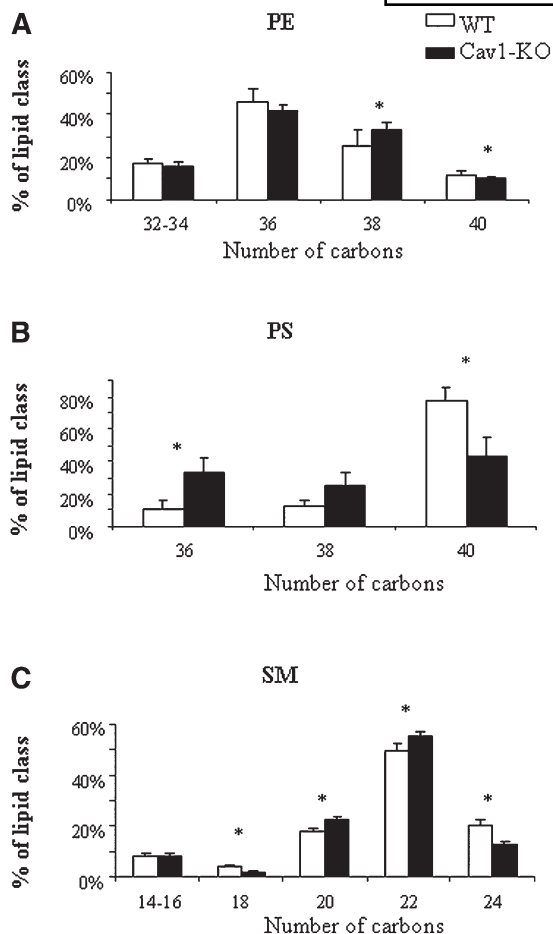 A
PE
WT
Cav1-KO
% of lipid class
60%
40%
20%
0%
*
*
32-34
36
38
40
Number of carbons
B
PS
% of lipid class
80%
60%
40%
20%
0%
*
*
36
38
40
Number of carbons
C
SM
% of lipid class
60%
40%
20%
0%
*
*
*
*
14-16
18
20
22
24
Number of carbons